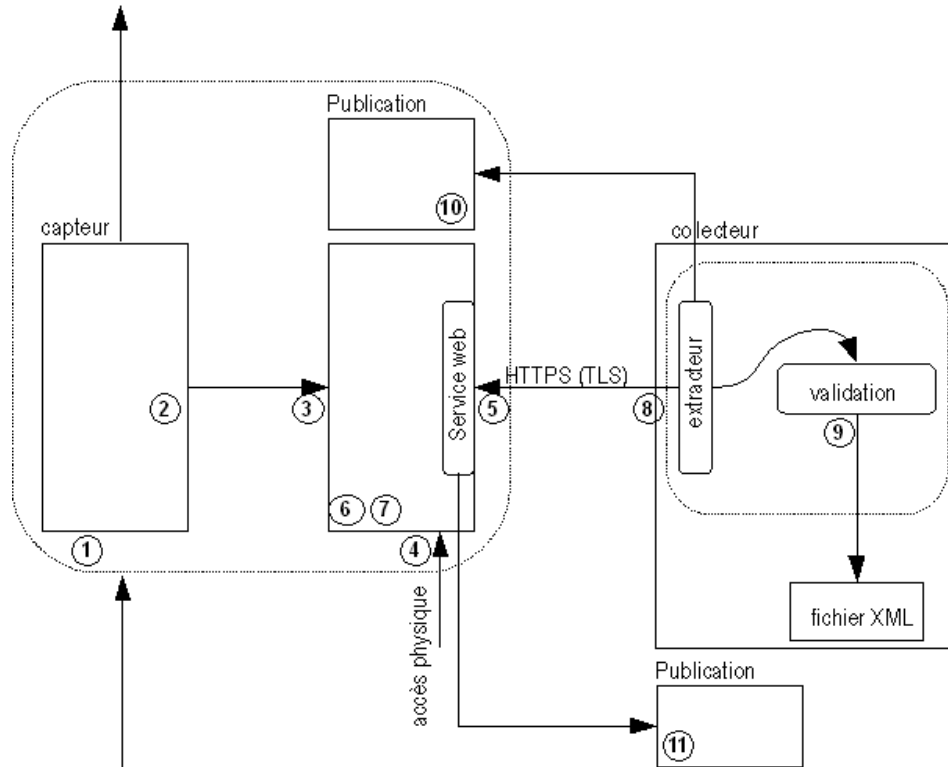 Publication
10
capteur
collecteur
Service web
HTTPS (TLS)
extracteur
validation
2
3
5
8
9
6
7
1
4
accès physique
fichier XML
Publication
11